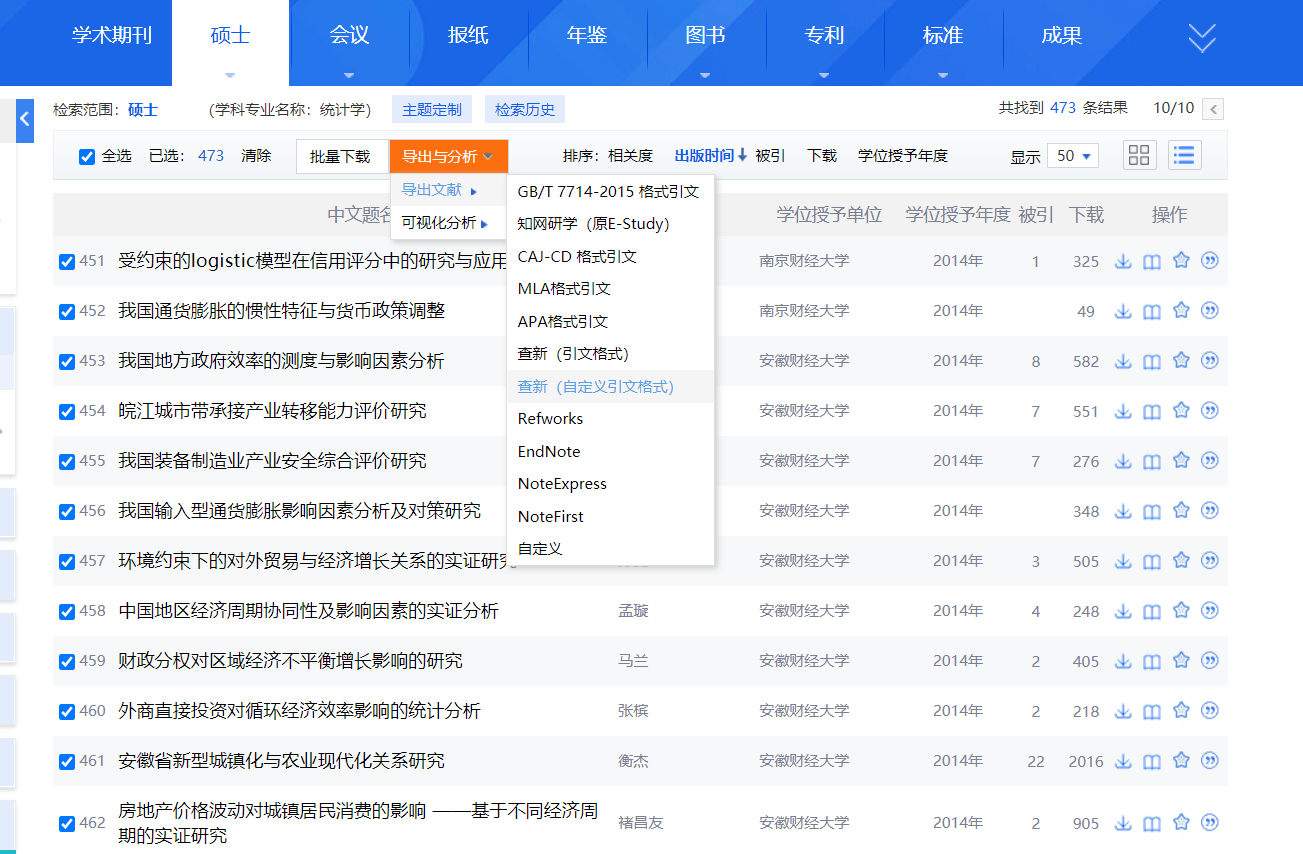 学术期刊 硕士 会议 报纸 年鉴 图书 专利 标准 成果
检索范围：硕士 (学科专业名称：统计学) 主题定制 检索历史 共找到 473 条结果 10/10
全选 已选：473 清除 批量下载 导出与分析 排序：相关度 出版时间 被引 下载 学位授予年度 显示 50
导出文献
可视化分析
GB/T 7714-2015 格式引文
知网研学（原E-Study)
CAJ-CD 格式引文
MLA格式引文
APA格式引文
查新（引文格式)
查新（自定义引文格式)
Refworks
EndNote
NoteExpress
NoteFirst
自定义
中文题名 学位授予单位 学位授予年度 被引 下载 操作
451 受约束的logistic模型在信用评分中的研究与应用 南京财经大学 2014年 1 325
452 我国通货膨胀的惯性特征与货币政策调整 南京财经大学 2014年 49
453 我国地方政府效率的测度与影响因素分析 安徽财经大学 2014年 8 582
454 皖江城市带承接产业转移能力评价研究 安徽财经大学 2014年 7 551
455 我国装备制造业产业安全综合评价研究 安徽财经大学 2014年 7 276
456 我国输入型通货膨胀影响因素分析及对策研究 安徽财经大学 2014年 348
457 环境约束下的对外贸易与经济增长关系的实证研究 安徽财经大学 2014年 3 505
458 中国地区经济周期协同性及影响因素的实证分析 孟璇 安徽财经大学 2014年 4 248
459 财政分权对区域经济不平衡增长影响的研究 马兰 安徽财经大学 2014年 2 405
460 外商直接投资对循环经济效率影响的统计分析 张槟 安徽财经大学 2014年 2 218
461 安徽省新型城镇化与农业现代化关系研究 衡杰 安徽财经大学 2014年 22 2016
462 房地产价格波动对城镇居民消费的影响 ——基于不同经济周 褚昌友 安徽财经大学 2014年 2 905
期的实证研究